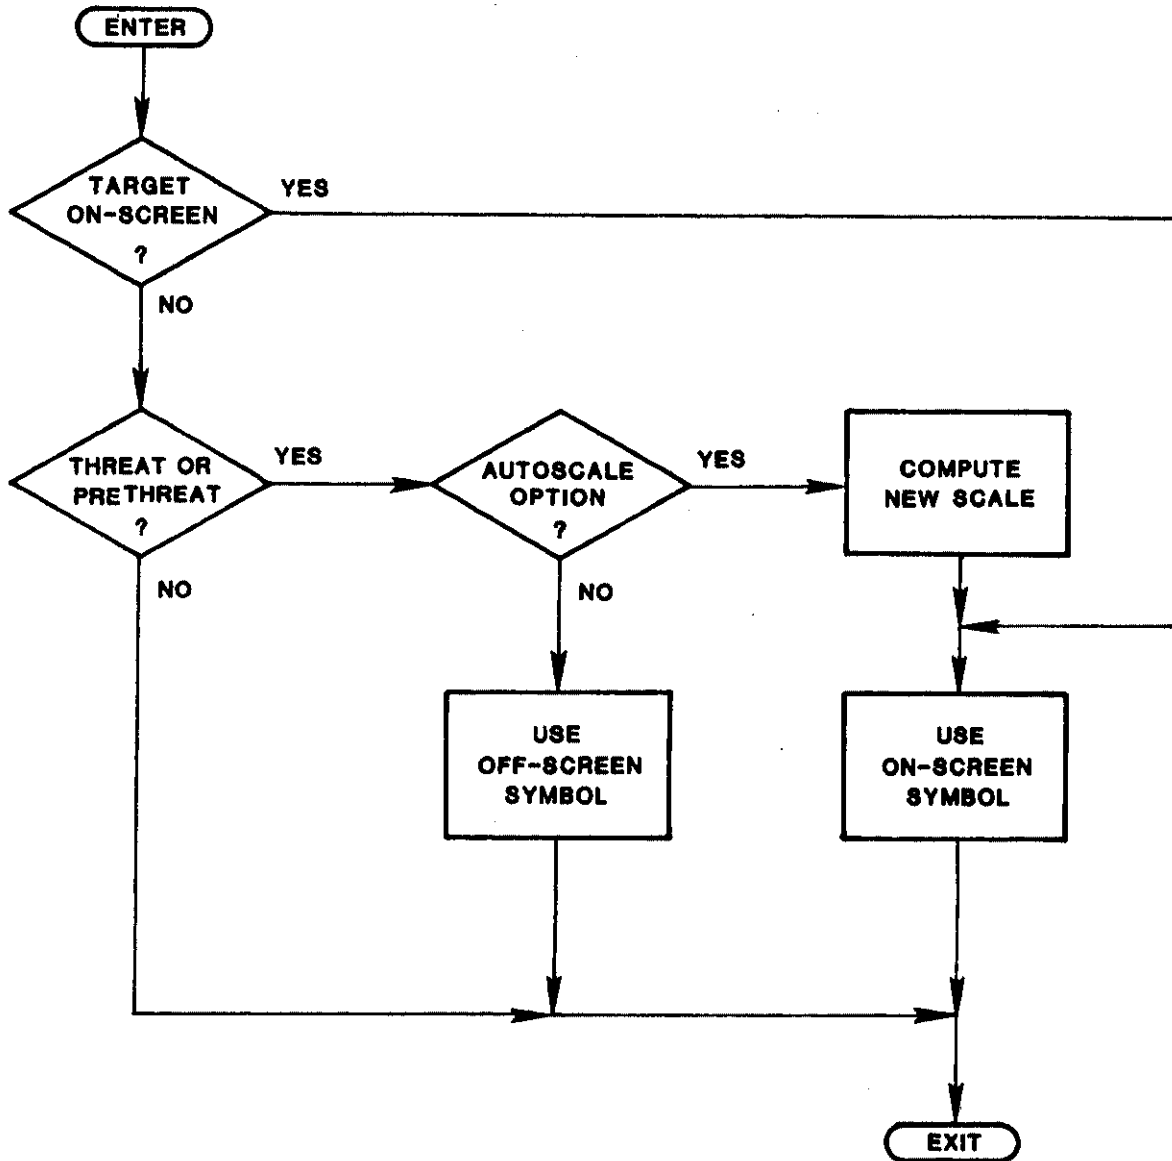 ENTER
TARGET
ON-SCREEN
?
YES
NO
THREAT OR
PRETHREAT
?
YES
NO
AUTOSCALE
OPTION
?
YES
NO
COMPUTE
NEW SCALE
USE
OFF-SCREEN
SYMBOL
USE
ON-SCREEN
SYMBOL
EXIT